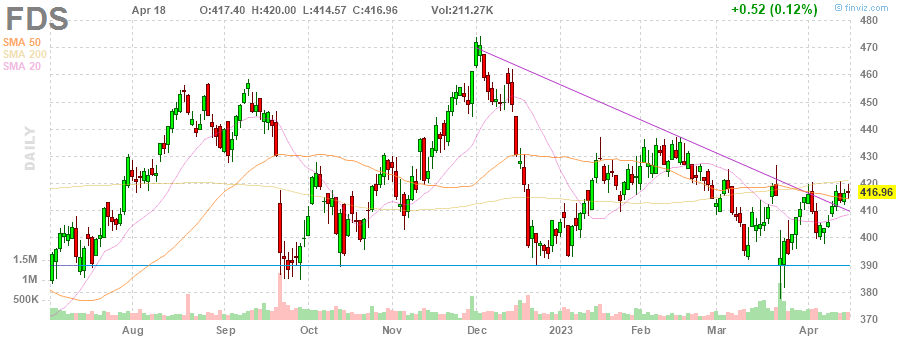 FDS Apr 18 O:417.40 H:420.00 L:414.57 C:416.96 Vol:211.27K +0.52 (0.12%)
finviz.com
SMA 50
SMA 200
SMA 20
DAILY
480
470
460
450
440
430
420
416.96
410
400
390
380
370
1.5M
1M
500K
Aug Sep Oct Nov Dec 2023 Feb Mar Apr